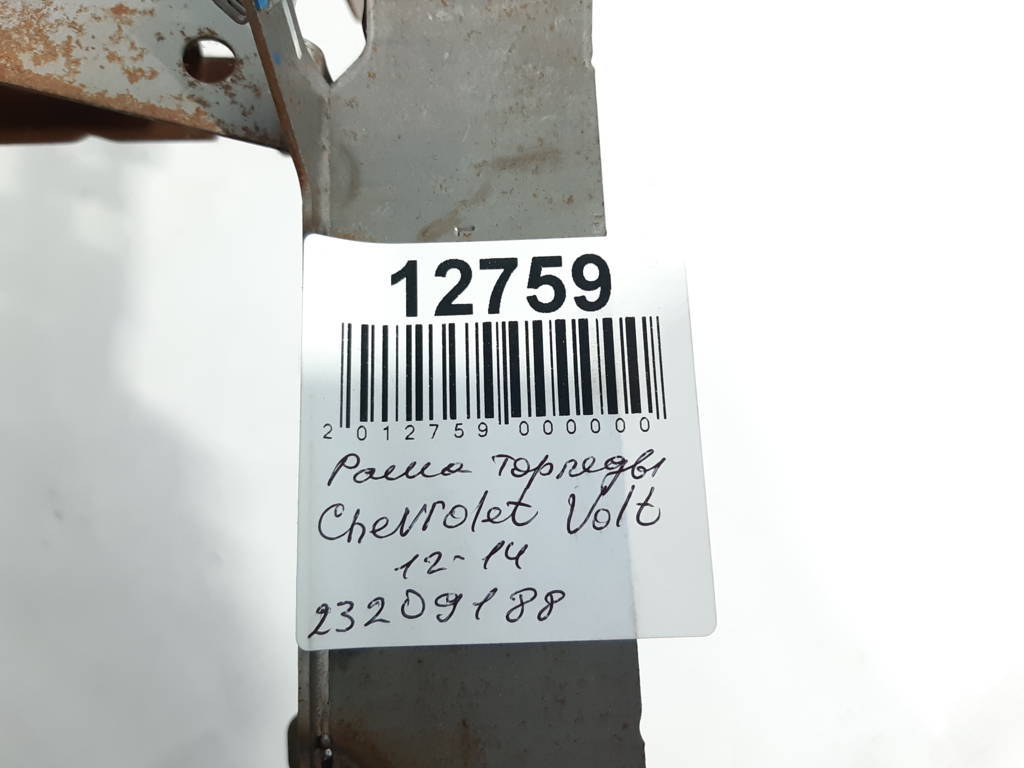 12759
2 012759 000000
Рама торпеды
Chevrolet Volt
12-14
23209188